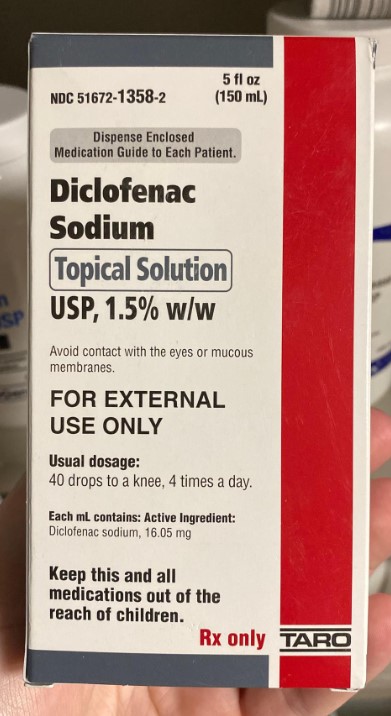 5 fl oz
NDC 51672-1358-2 (150 mL)
Dispense Enclosed
Medication Guide to Each Patient.
Diclofenac
Sodium
Topical Solution
USP, 1.5% w/w
Avoid contact with the eyes or mucous
membranes.
FOR EXTERNAL
USE ONLY
Usual dosage:
40 drops to a knee, 4 times a day.
Each mL contains: Active Ingredient:
Diclofenac sodium, 16.05 mg
Keep this and all
medications out of the
reach of children.
Rx only
TARO
SP